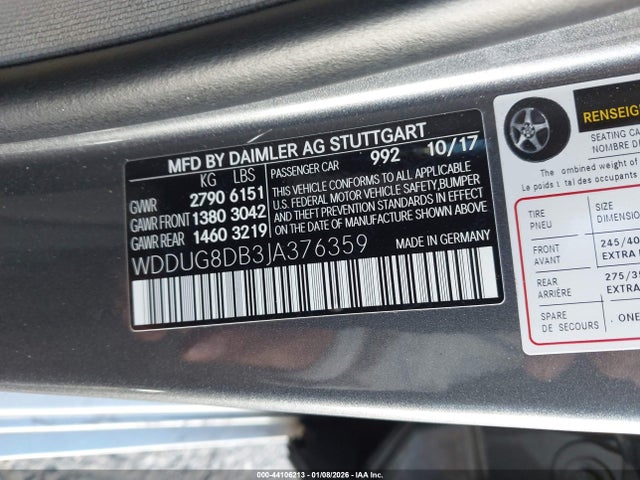 MFD BY DAIMLER AG STUTTGART
KG LBS
GVWR 2790 6151
GAWR FRONT 1380 3042
GAWR REAR 1460 3219
PASSENGER CAR 992 10/17
THIS VEHICLE CONFORMS TO ALL APPLICABLE
U.S. FEDERAL MOTOR VEHICLE SAFETY, BUMPER
AND THEFT PREVENTION STANDARDS IN EFFECT
ON THE DATE OF MANUFACTURE SHOWN ABOVE
WDDUG8DB3JA376359
MADE IN GERMANY
RENSEIGNE
SEATING CA
NOMBRE DE
The combined weight of
Le poids total des occupants
TIRE
PNEU
SIZE
DIMENSION
FRONT
AVANT
245/40
EXTRA
REAR
ARRIÈRE
275/35
EXTRA
SPARE
DE SECOURS
ONE
000-44106213 - 01/08/2026 - IAA Inc.